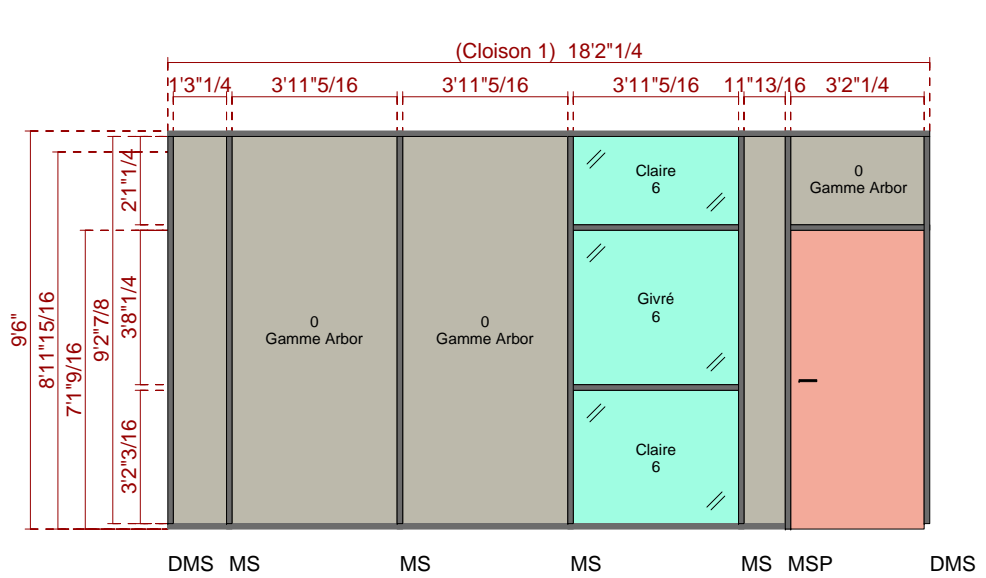 (Cloison 1) 18'2"1/4
1'3"1/4 3'11"5/16 3'11"5/16 3'11"5/16 11"13/16 3'2"1/4
9'6"
8'11"15/16
7'1"9/16
9'2"7/8
2'1"1/4
3'8"1/4
3'2"3/16
Claire
6
0
Gamme Arbor
Givré
6
0
Gamme Arbor
0
Gamme Arbor
Claire
6
DMS MS MS MS MS MSP DMS